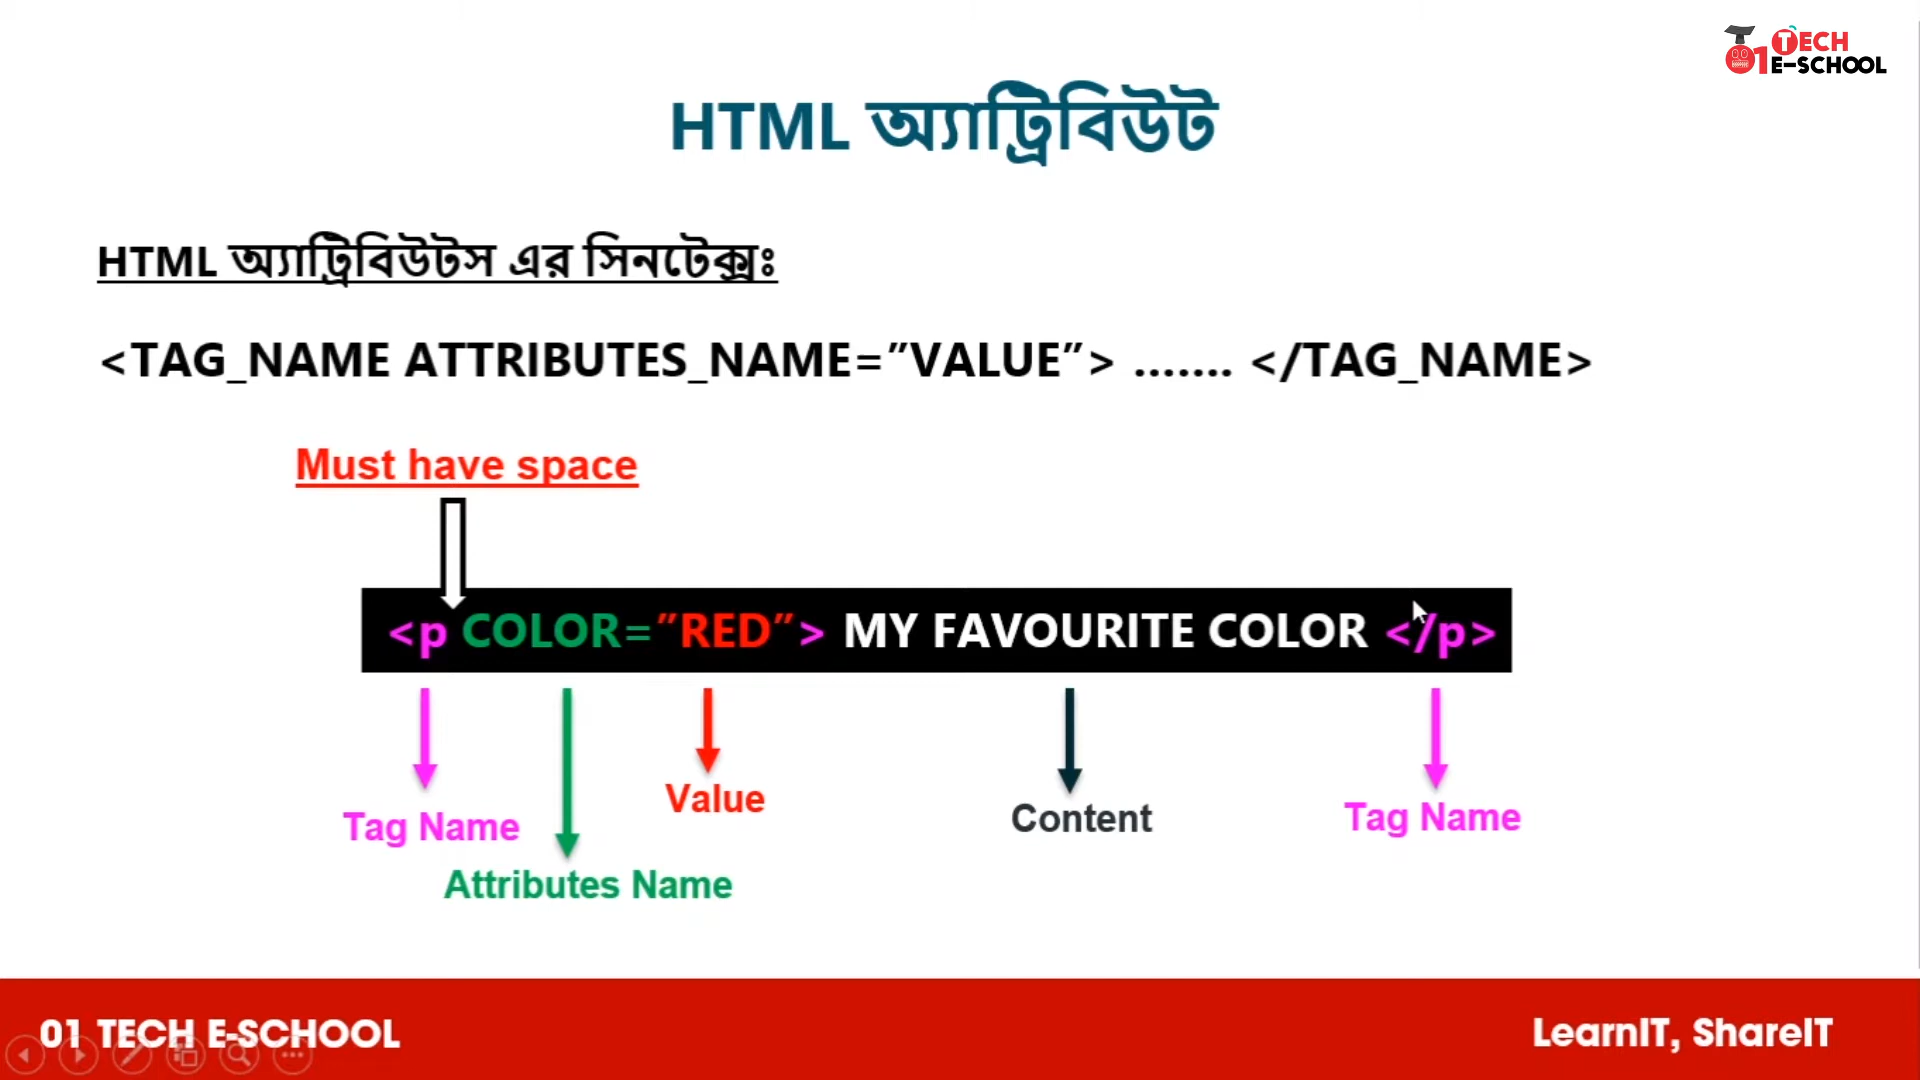 TECH
01 E-SCHOOL
HTML অ্যাট্রিবিউট
HTML অ্যাট্রিবিউটস এর সিনটেক্সঃ
<TAG_NAME ATTRIBUTES_NAME=”VALUE”> ....... </TAG_NAME>
Must have space
<p COLOR=”RED”> MY FAVOURITE COLOR </p>
Value
Tag Name
Content
Tag Name
Attributes Name
01 TECH E-SCHOOL
LearnIT, ShareIT